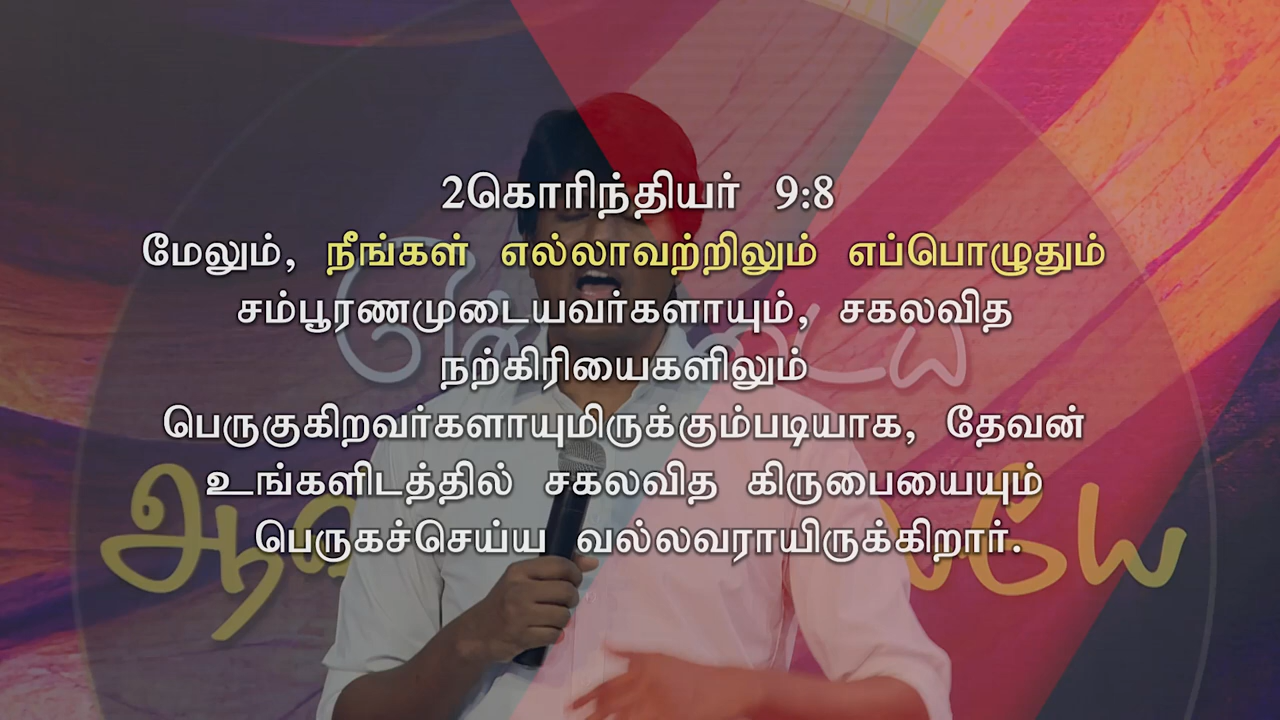 2கொரிந்தியர் 9:8
மேலும், நீங்கள் எல்லாவற்றிலும் எப்பொழுதும்
சம்பூரணமுடையவர்களாயும், சகலவித
நற்கிரியைகளிலும்
பெருகுகிறவர்களாயுமிருக்கும்படியாக, தேவன்
உங்களிடத்தில் சகலவித கிருபையையும்
பெருகச்செய்ய வல்லவராயிருக்கிறார்.